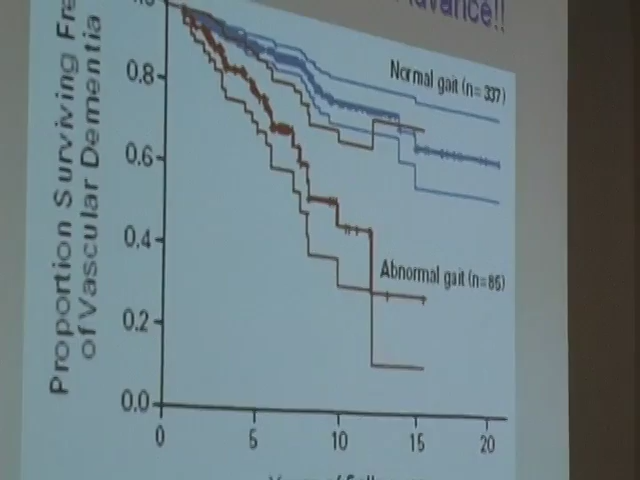 Normal gait (n= 337)
Proportion Surviving
of Vascular Dementia
0.8
0.6
0.4
Abnormal gait (n=85)
0.2
0.0
0
5
10
15
20